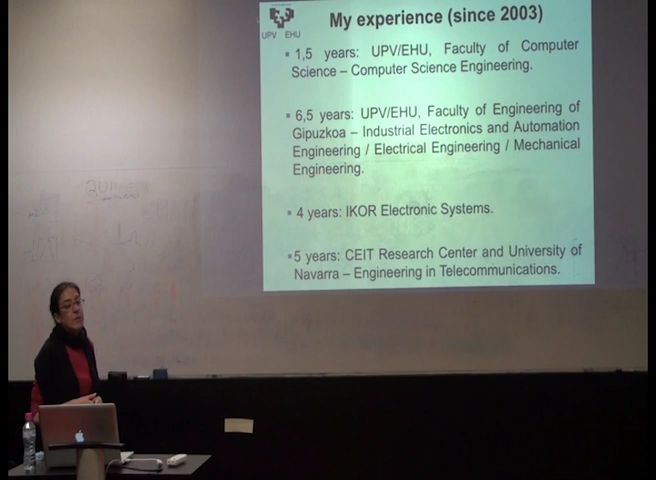 UPV EHU
My experience (since 2003)
1,5 years: UPV/EHU, Faculty of Computer
Science – Computer Science Engineering.
6,5 years: UPV/EHU, Faculty of Engineering of
Gipuzkoa – Industrial Electronics and Automation
Engineering / Electrical Engineering / Mechanical
Engineering.
4 years: IKOR Electronic Systems.
5 years: CEIT Research Center and University of
Navarra – Engineering in Telecommunications.